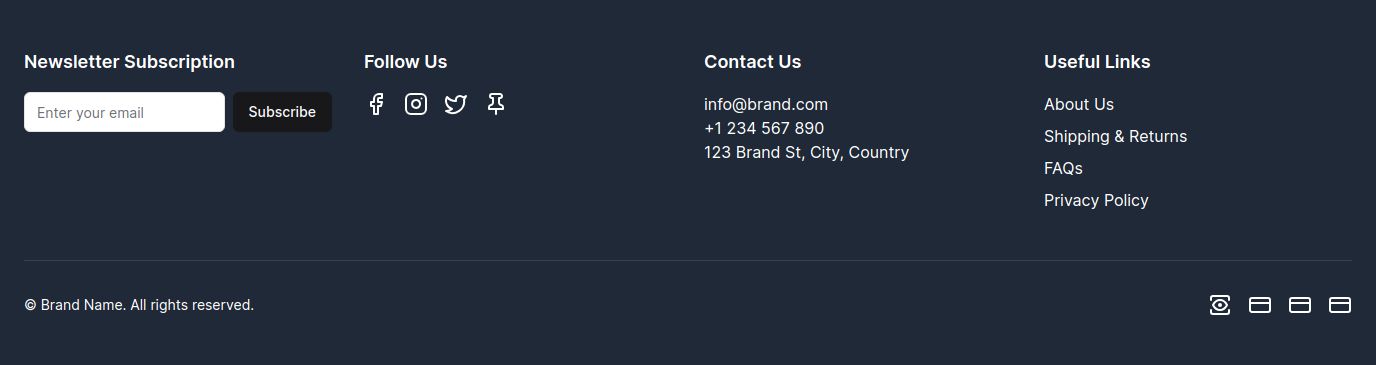 Newsletter Subscription
Enter your email
Subscribe
Follow Us
Contact Us
info@brand.com
+1 234 567 890
123 Brand St, City, Country
Useful Links
About Us
Shipping & Returns
FAQs
Privacy Policy
© Brand Name. All rights reserved.